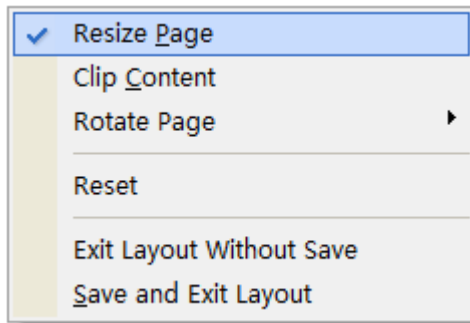 Resize Page
Clip Content
Rotate Page
Reset
Exit Layout Without Save
Save and Exit Layout